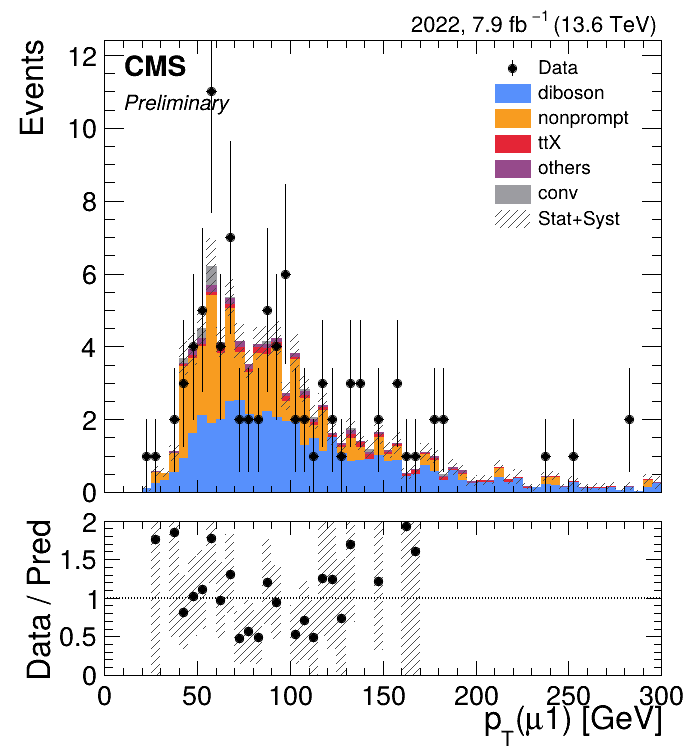 2022, 7.9 fb⁻¹ (13.6 TeV)
Events
12
10
8
6
4
2
0
CMS
Preliminary
Data
diboson
nonprompt
ttX
others
conv
Stat+Syst
Data / Pred
2
1.5
1
0.5
0
0 50 100 150 200 250 300
p_T(μ1) [GeV]